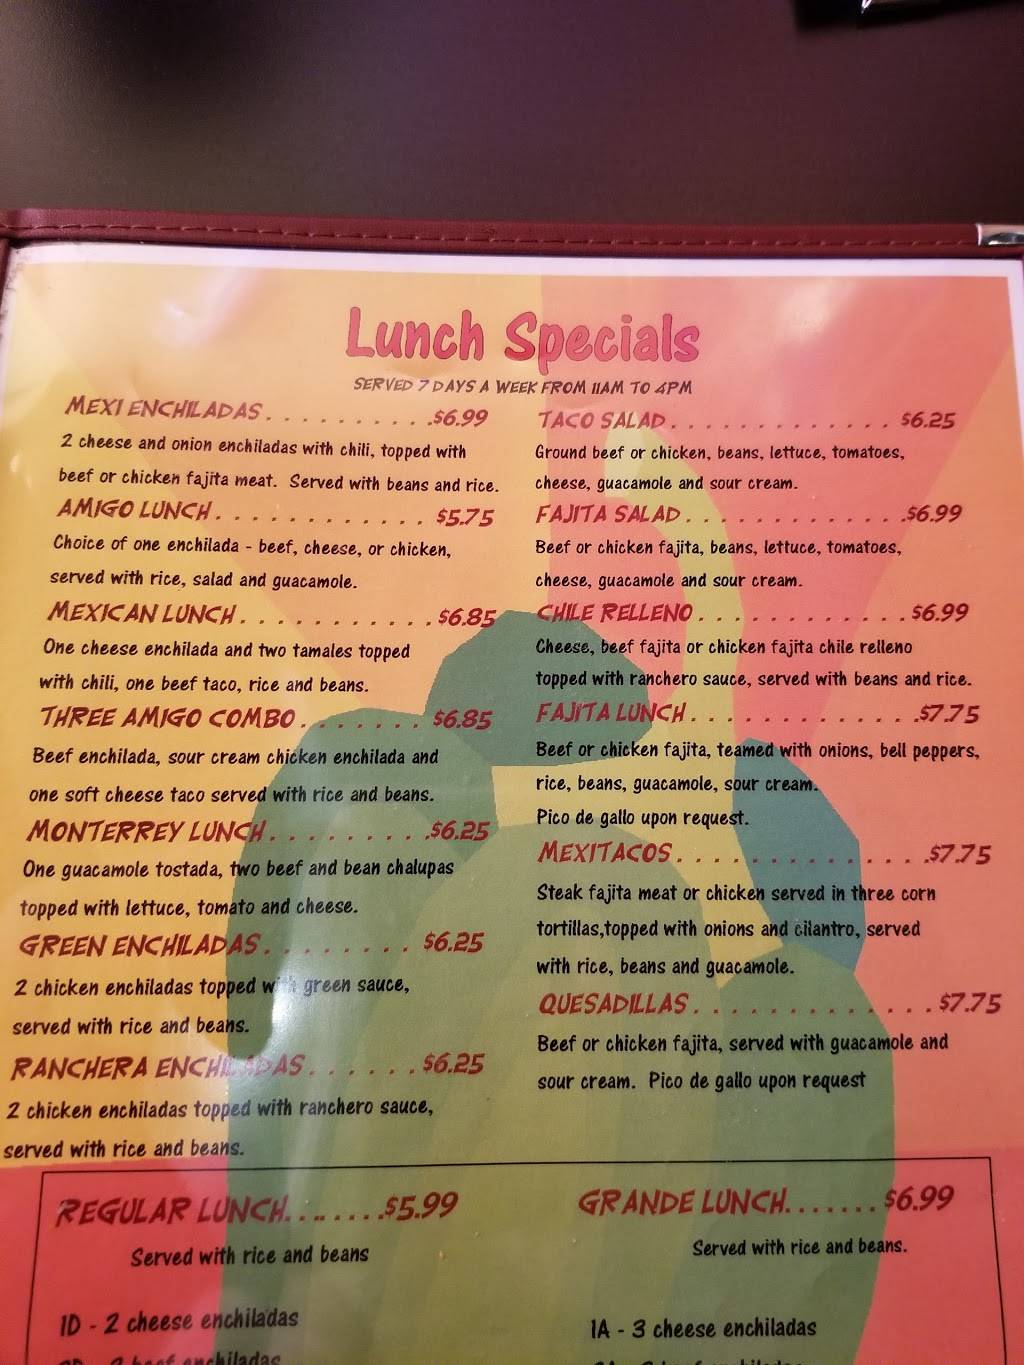 Lunch Specials
SERVED 7 DAYS A WEEK FROM 11AM TO 4PM
MEXI ENCHILADAS. . . . . . . . . . .$6.99
2 cheese and onion enchiladas with chili, topped with
beef or chicken fajita meat. Served with beans and rice.
AMIGO LUNCH. . . . . . . . . . . . . $5.75
Choice of one enchilada - beef, cheese, or chicken,
served with rice, salad and guacamole.
MEXICAN LUNCH. . . . . . . . . . . . $6.85
One cheese enchilada and two tamales topped
with chili, one beef taco, rice and beans.
THREE AMIGO COMBO. . . . . . . $6.85
Beef enchilada, sour cream chicken enchilada and
one soft cheese taco served with rice and beans.
MONTERREY LUNCH. . . . . . . . .$6.25
One guacamole tostada, two beef and bean chalupas
topped with lettuce, tomato and cheese.
GREEN ENCHILADAS. . . . . . . . $6.25
2 chicken enchiladas topped with green sauce,
served with rice and beans.
RANCHERA ENCHILADAS. . . . . . $6.25
2 chicken enchiladas topped with ranchero sauce,
served with rice and beans.
TACO SALAD. . . . . . . . . . . . . . $6.25
Ground beef or chicken, beans, lettuce, tomatoes,
cheese, guacamole and sour cream.
FAJITA SALAD. . . . . . . . . . . . .$6.99
Beef or chicken fajita, beans, lettuce, tomatoes,
cheese, guacamole and sour cream.
CHILE RELLENO. . . . . . . . . . . . $6.99
Cheese, beef fajita or chicken fajita chile relleno
topped with ranchero sauce, served with beans and rice.
FAJITA LUNCH. . . . . . . . . . . . .$7.75
Beef or chicken fajita, teamed with onions, bell peppers,
rice, beans, guacamole, sour cream.
Pico de gallo upon request.
MEXITACOS. . . . . . . . . . . . . . .$7.75
Steak fajita meat or chicken served in three corn
tortillas,topped with onions and cilantro, served
with rice, beans and guacamole.
QUESADILLAS. . . . . . . . . . . . . $7.75
Beef or chicken fajita, served with guacamole and
sour cream. Pico de gallo upon request
REGULAR LUNCH. . . . . . . .$5.99
Served with rice and beans
1D - 2 cheese enchiladas
GRANDE LUNCH. . . . . . . $6.99
Served with rice and beans.
1A - 3 cheese enchiladas